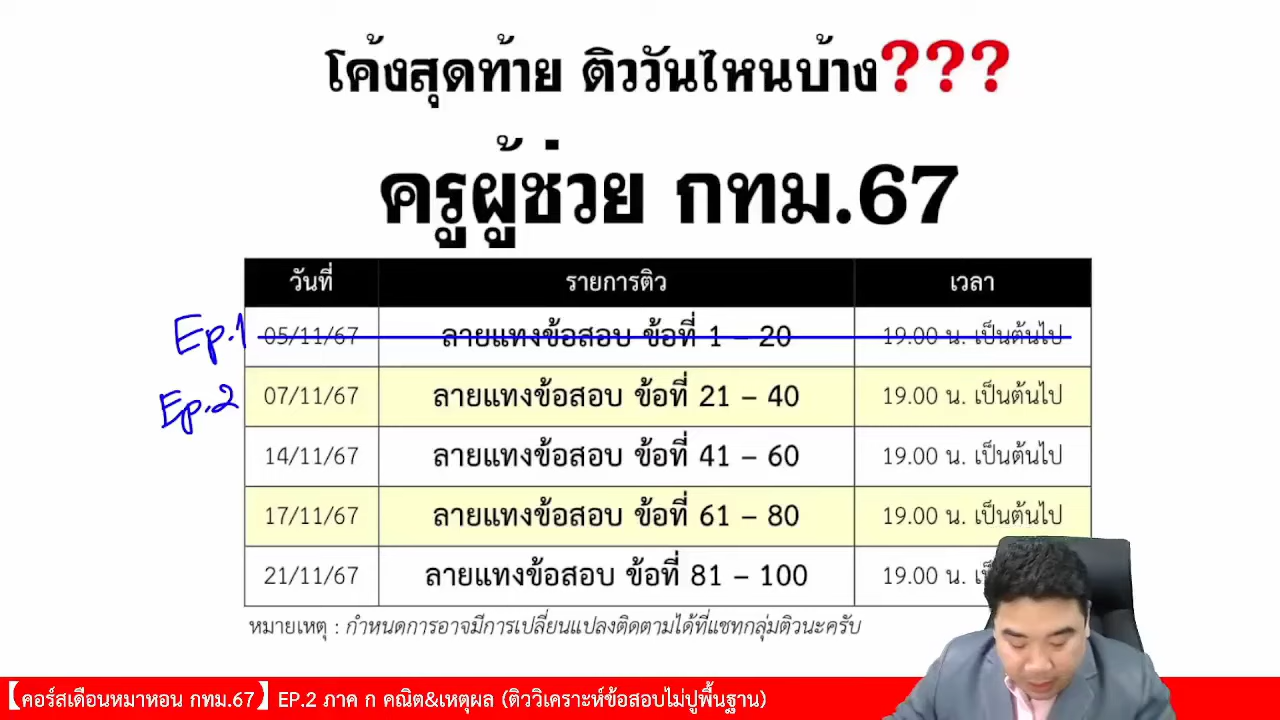 โค้งสุดท้าย ติววันไหนบ้าง???
ครูผู้ช่วย กทม.67
วันที่ รายการติว เวลา
Ep.1 05/11/67 ลายแทงข้อสอบ ข้อที่ 1 – 20 19.00 น. เป็นต้นไป
Ep.2 07/11/67 ลายแทงข้อสอบ ข้อที่ 21 – 40 19.00 น. เป็นต้นไป
14/11/67 ลายแทงข้อสอบ ข้อที่ 41 – 60 19.00 น. เป็นต้นไป
17/11/67 ลายแทงข้อสอบ ข้อที่ 61 – 80 19.00 น. เป็นต้นไป
21/11/67 ลายแทงข้อสอบ ข้อที่ 81 – 100 19.00 น.
หมายเหตุ : กำหนดการอาจมีการเปลี่ยนแปลงติดตามได้ที่แชทกลุ่มติวนะครับ
【คอร์สเดือนหมาหอน กทม.67】 EP.2 ภาค ก คณิต&เหตุผล (ติววิเคราะห์ข้อสอบไม่ปูพื้นฐาน)